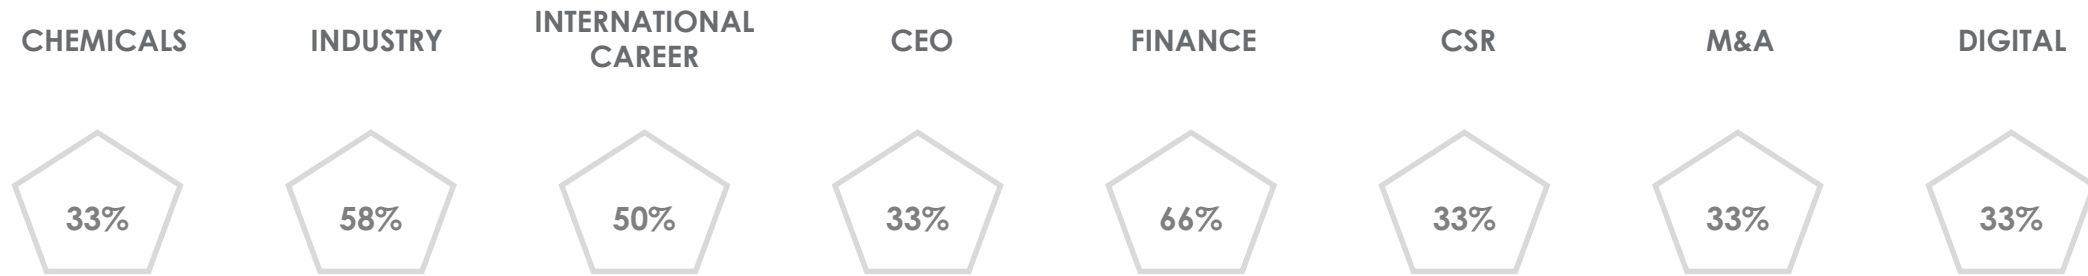 CHEMICALS
INDUSTRY
INTERNATIONAL
CAREER
CEO
FINANCE
CSR
M&A
DIGITAL
33%
58%
50%
33%
66%
33%
33%
33%